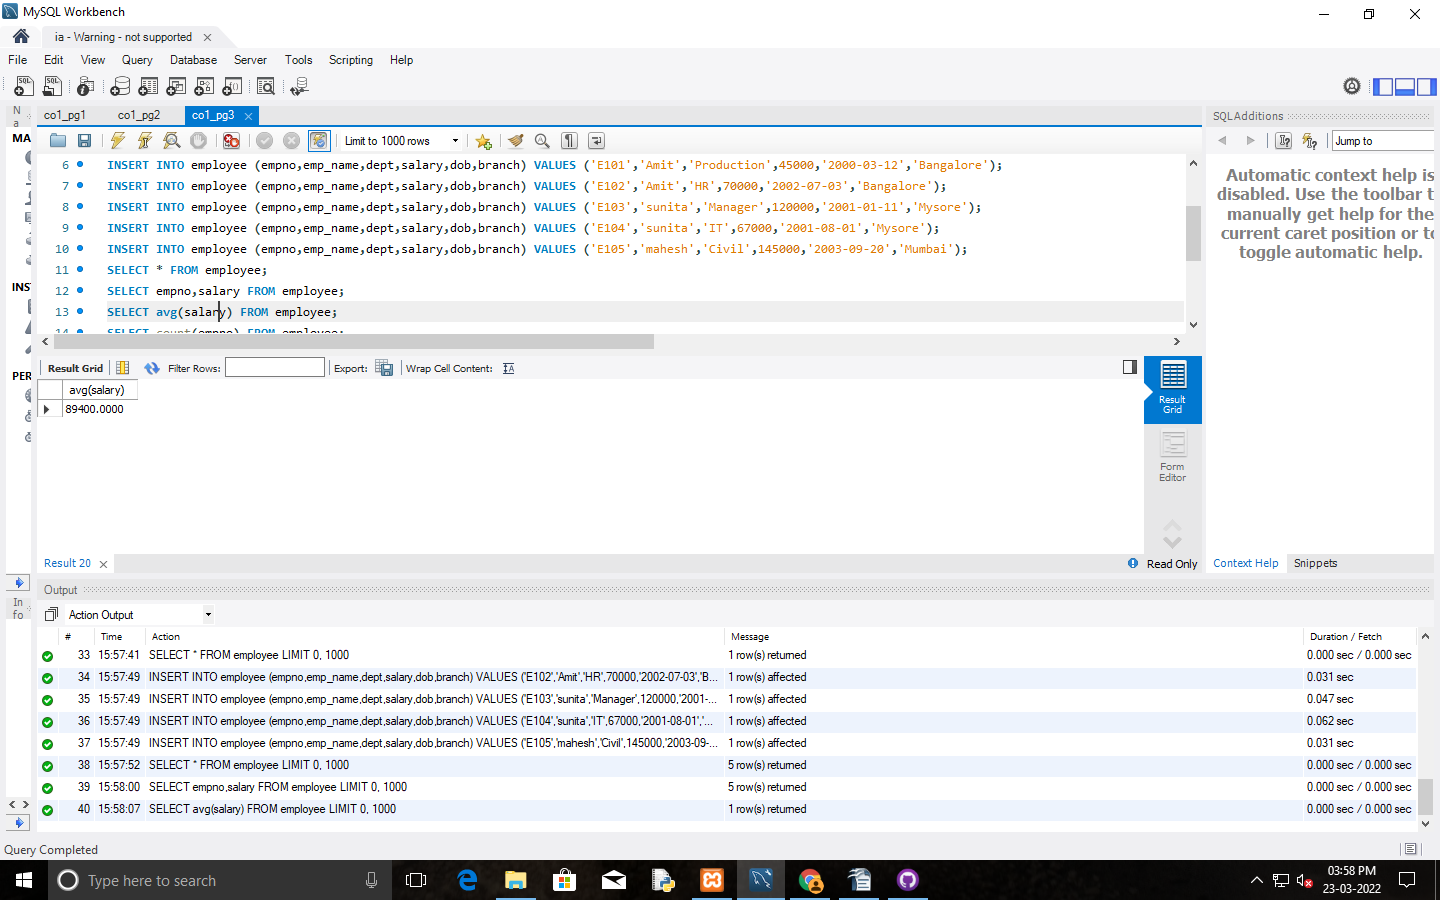 MySQL Workbench
ia - Warning - not supported
File Edit View Query Database Server Tools Scripting Help
co1_pg1 co1_pg2 co1_pg3
Limit to 1000 rows
6 INSERT INTO employee (empno,emp_name,dept,salary,dob,branch) VALUES ('E101','Amit','Production',45000,'2000-03-12','Bangalore');
7 INSERT INTO employee (empno,emp_name,dept,salary,dob,branch) VALUES ('E102','Amit','HR',70000,'2002-07-03','Bangalore');
8 INSERT INTO employee (empno,emp_name,dept,salary,dob,branch) VALUES ('E103','sunita','Manager',120000,'2001-01-11','Mysore');
9 INSERT INTO employee (empno,emp_name,dept,salary,dob,branch) VALUES ('E104','sunita','IT',67000,'2001-08-01','Mysore');
10 INSERT INTO employee (empno,emp_name,dept,salary,dob,branch) VALUES ('E105','mahesh','Civil',145000,'2003-09-20','Mumbai');
11 SELECT * FROM employee;
12 SELECT empno,salary FROM employee;
13 SELECT avg(salary) FROM employee;
14 SELECT count(empno) FROM employee;
Na
MA
INS
PER
In
fo
Result Grid Filter Rows: Export: Wrap Cell Content:
avg(salary)
89400.0000
Result Grid
Form Editor
Result 20
Read Only
SQLAdditions
Jump to
Automatic context help is
disabled. Use the toolbar t
manually get help for the
current caret position or to
toggle automatic help.
Context Help Snippets
Output
Action Output
# Time Action Message Duration / Fetch
33 15:57:41 SELECT * FROM employee LIMIT 0, 1000 1 row(s) returned 0.000 sec / 0.000 sec
34 15:57:49 INSERT INTO employee (empno,emp_name,dept,salary,dob,branch) VALUES ('E102','Amit','HR',70000,'2002-07-03','B... 1 row(s) affected 0.031 sec
35 15:57:49 INSERT INTO employee (empno,emp_name,dept,salary,dob,branch) VALUES ('E103','sunita','Manager',120000,'2001-... 1 row(s) affected 0.047 sec
36 15:57:49 INSERT INTO employee (empno,emp_name,dept,salary,dob,branch) VALUES ('E104','sunita','IT',67000,'2001-08-01','... 1 row(s) affected 0.062 sec
37 15:57:49 INSERT INTO employee (empno,emp_name,dept,salary,dob,branch) VALUES ('E105','mahesh','Civil',145000,'2003-09-... 1 row(s) affected 0.031 sec
38 15:57:52 SELECT * FROM employee LIMIT 0, 1000 5 row(s) returned 0.000 sec / 0.000 sec
39 15:58:00 SELECT empno,salary FROM employee LIMIT 0, 1000 5 row(s) returned 0.000 sec / 0.000 sec
40 15:58:07 SELECT avg(salary) FROM employee LIMIT 0, 1000 1 row(s) returned 0.000 sec / 0.000 sec
Query Completed
Type here to search
03:58 PM
23-03-2022